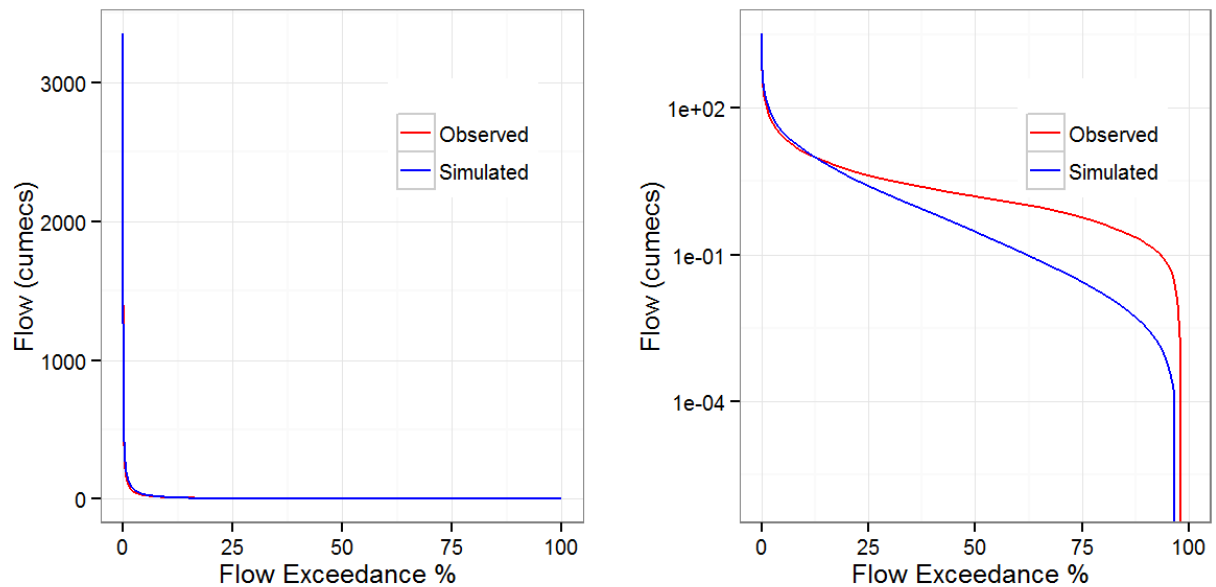 3000
2000
1000
0
Flow (cumecs)
0 25 50 75 100
Flow Exceedance %
Observed
Simulated
1e+02
1e-01
1e-04
Flow (cumecs)
0 25 50 75 100
Flow Exceedance %
Observed
Simulated